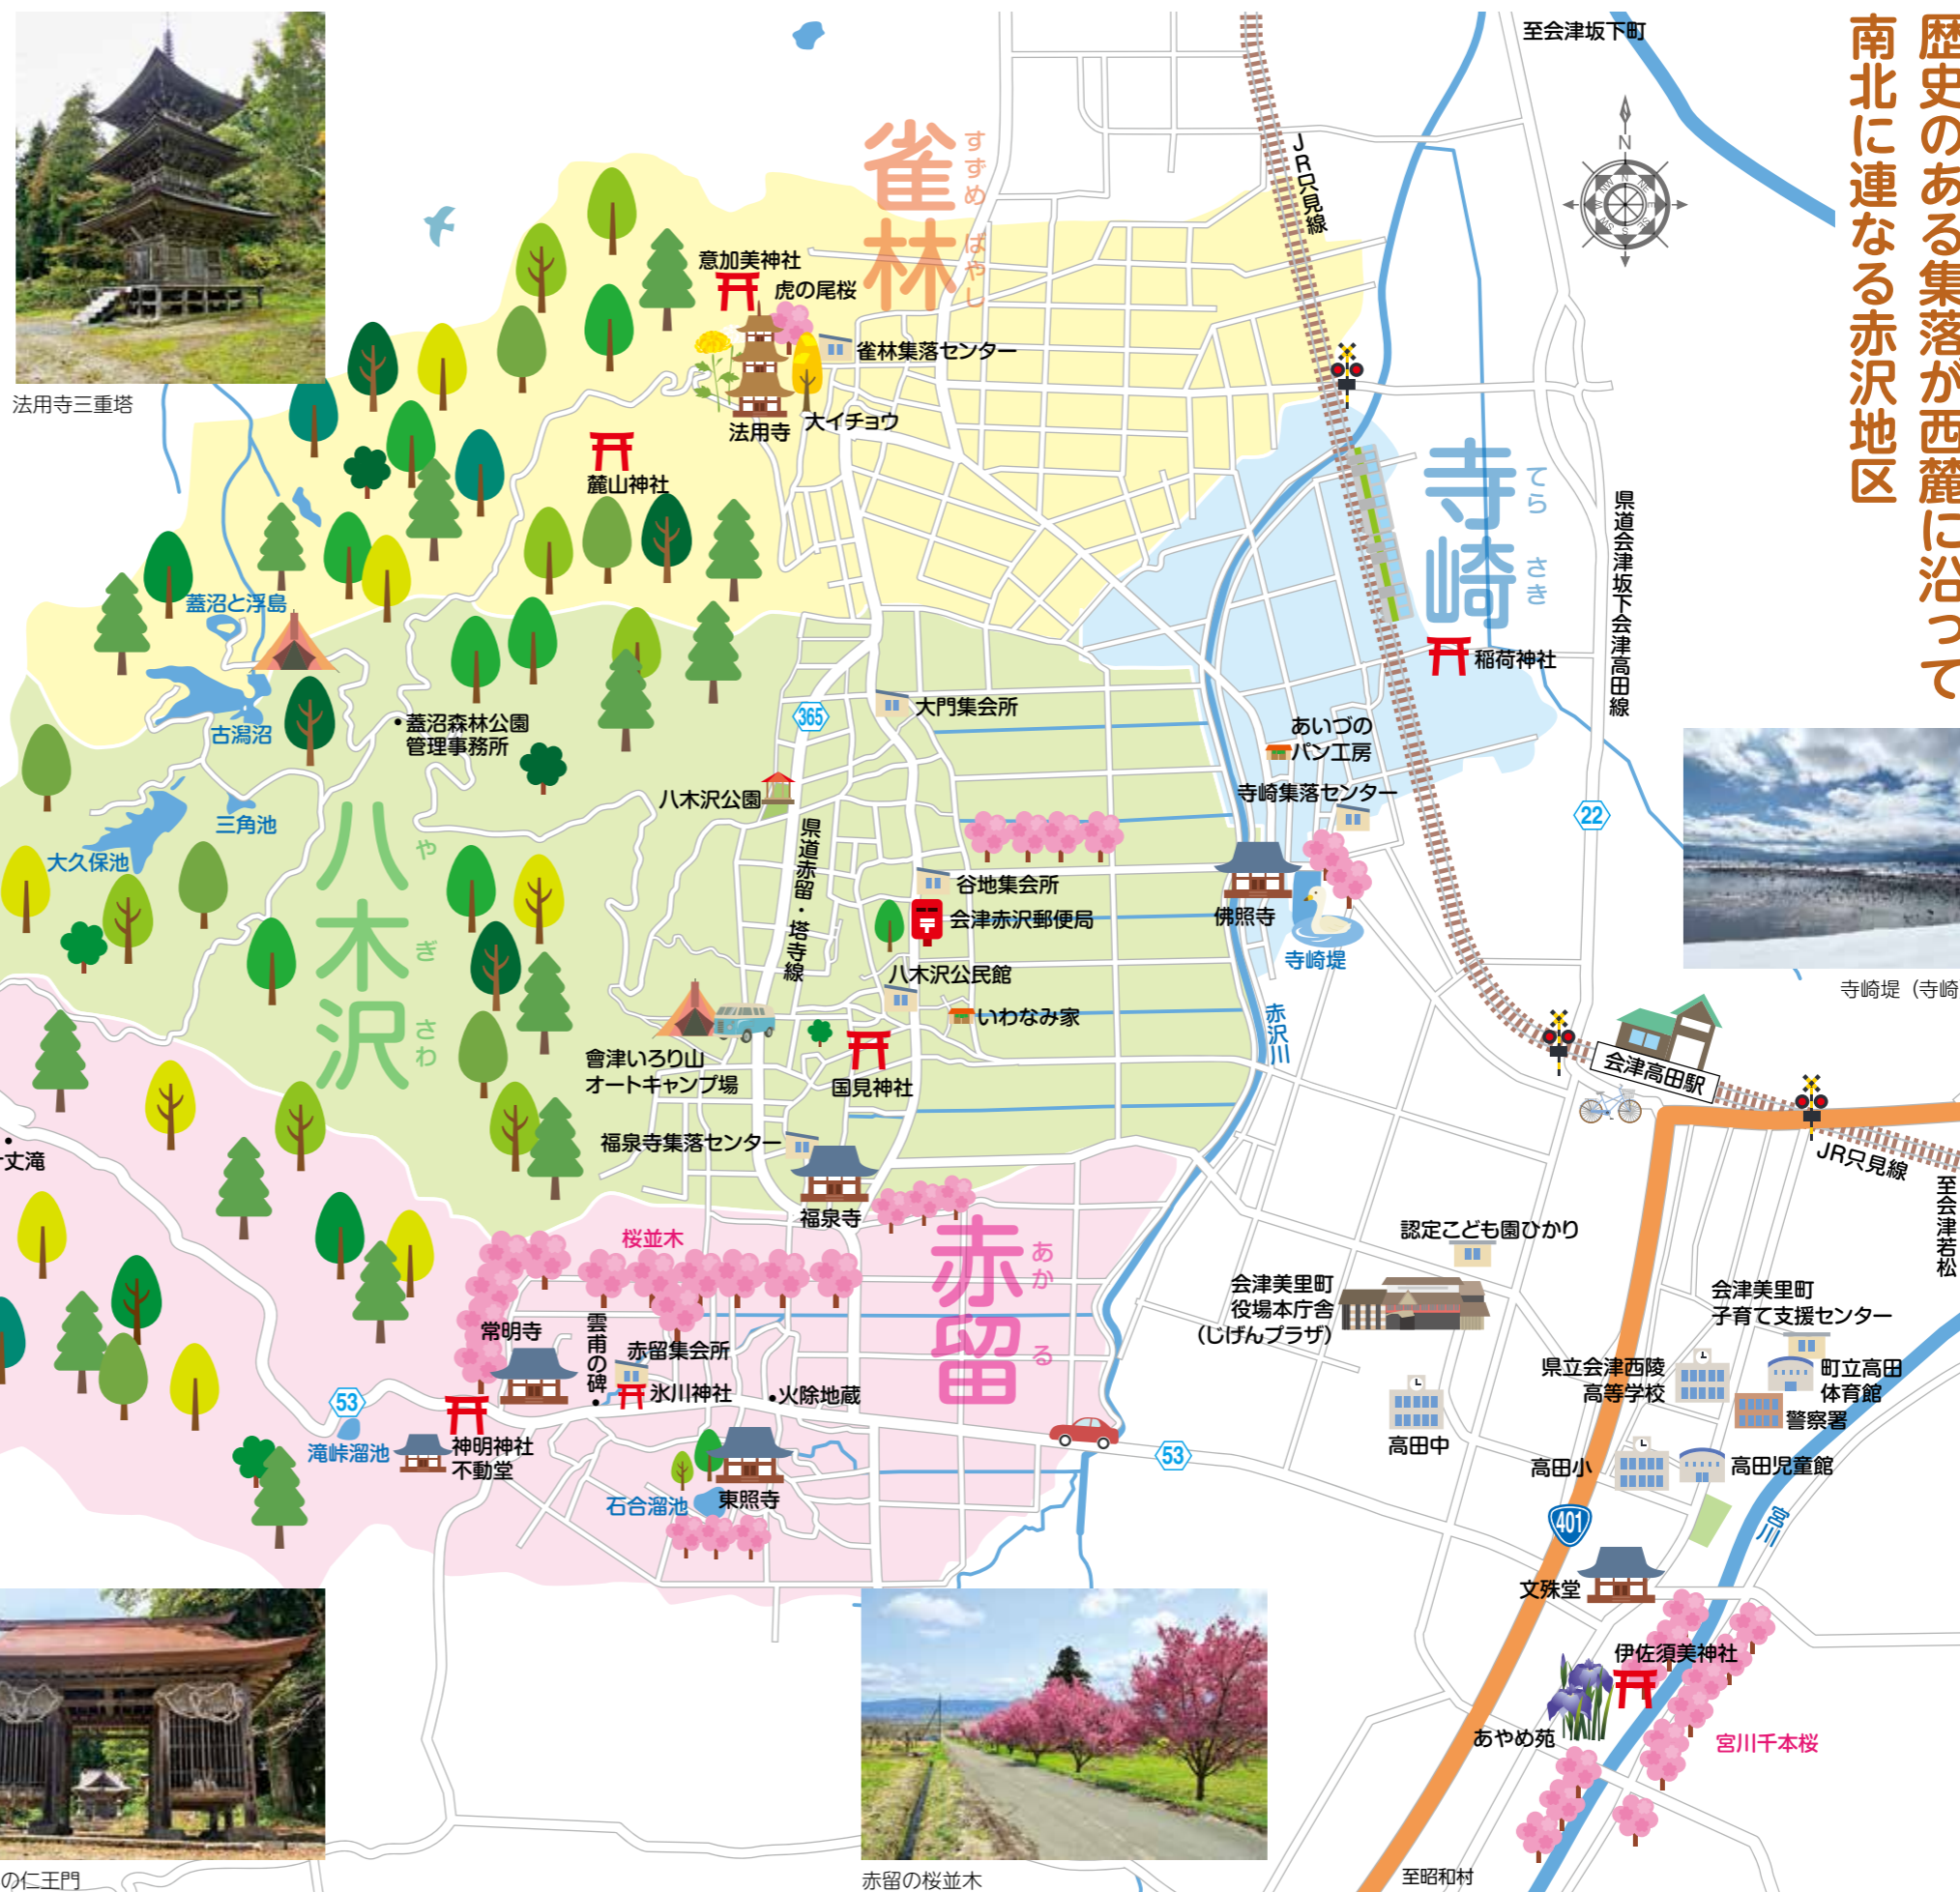 歴史のある集落が西麓に沿って
南北に連なる赤沢地区
至会津坂下町
法用寺三重塔
雀林
すずめ ばやし
JR只見線
N
N
NE
E
SE
S
SW
W
NW
意加美神社
虎の尾桜
雀林集落センター
法用寺
大イチョウ
麓山神社
寺崎
てら さき
県道会津坂下会津高田線
稲荷神社
蓋沼と浮島
古潟沼
・蓋沼森林公園
管理事務所
365
大門集会所
あいづの
パン工房
寺崎集落センター
22
八木沢公園
三角池
大久保池
八木沢
や ぎ さわ
県道赤留・塔寺線
谷地集会所
会津赤沢郵便局
佛照寺
寺崎堤
寺崎堤（寺崎
八木沢公民館
いわなみ家
赤沢川
會津いろり山
オートキャンプ場
国見神社
会津高田駅
JR只見線
至会津若松
丈滝
福泉寺集落センター
福泉寺
桜並木
赤留
あか る
認定こども園ひかり
会津美里町
役場本庁舎
（じげんプラザ）
会津美里町
子育て支援センター
常明寺
雲甫の碑・
赤留集会所
氷川神社
・火除地蔵
県立会津西陵
高等学校
町立高田
体育館
警察署
53
滝峠溜池
神明神社
不動堂
53
高田中
高田小
高田児童館
石合溜池
東照寺
401
宮川
文殊堂
伊佐須美神社
あやめ苑
宮川千本桜
の仁王門
赤留の桜並木
至昭和村